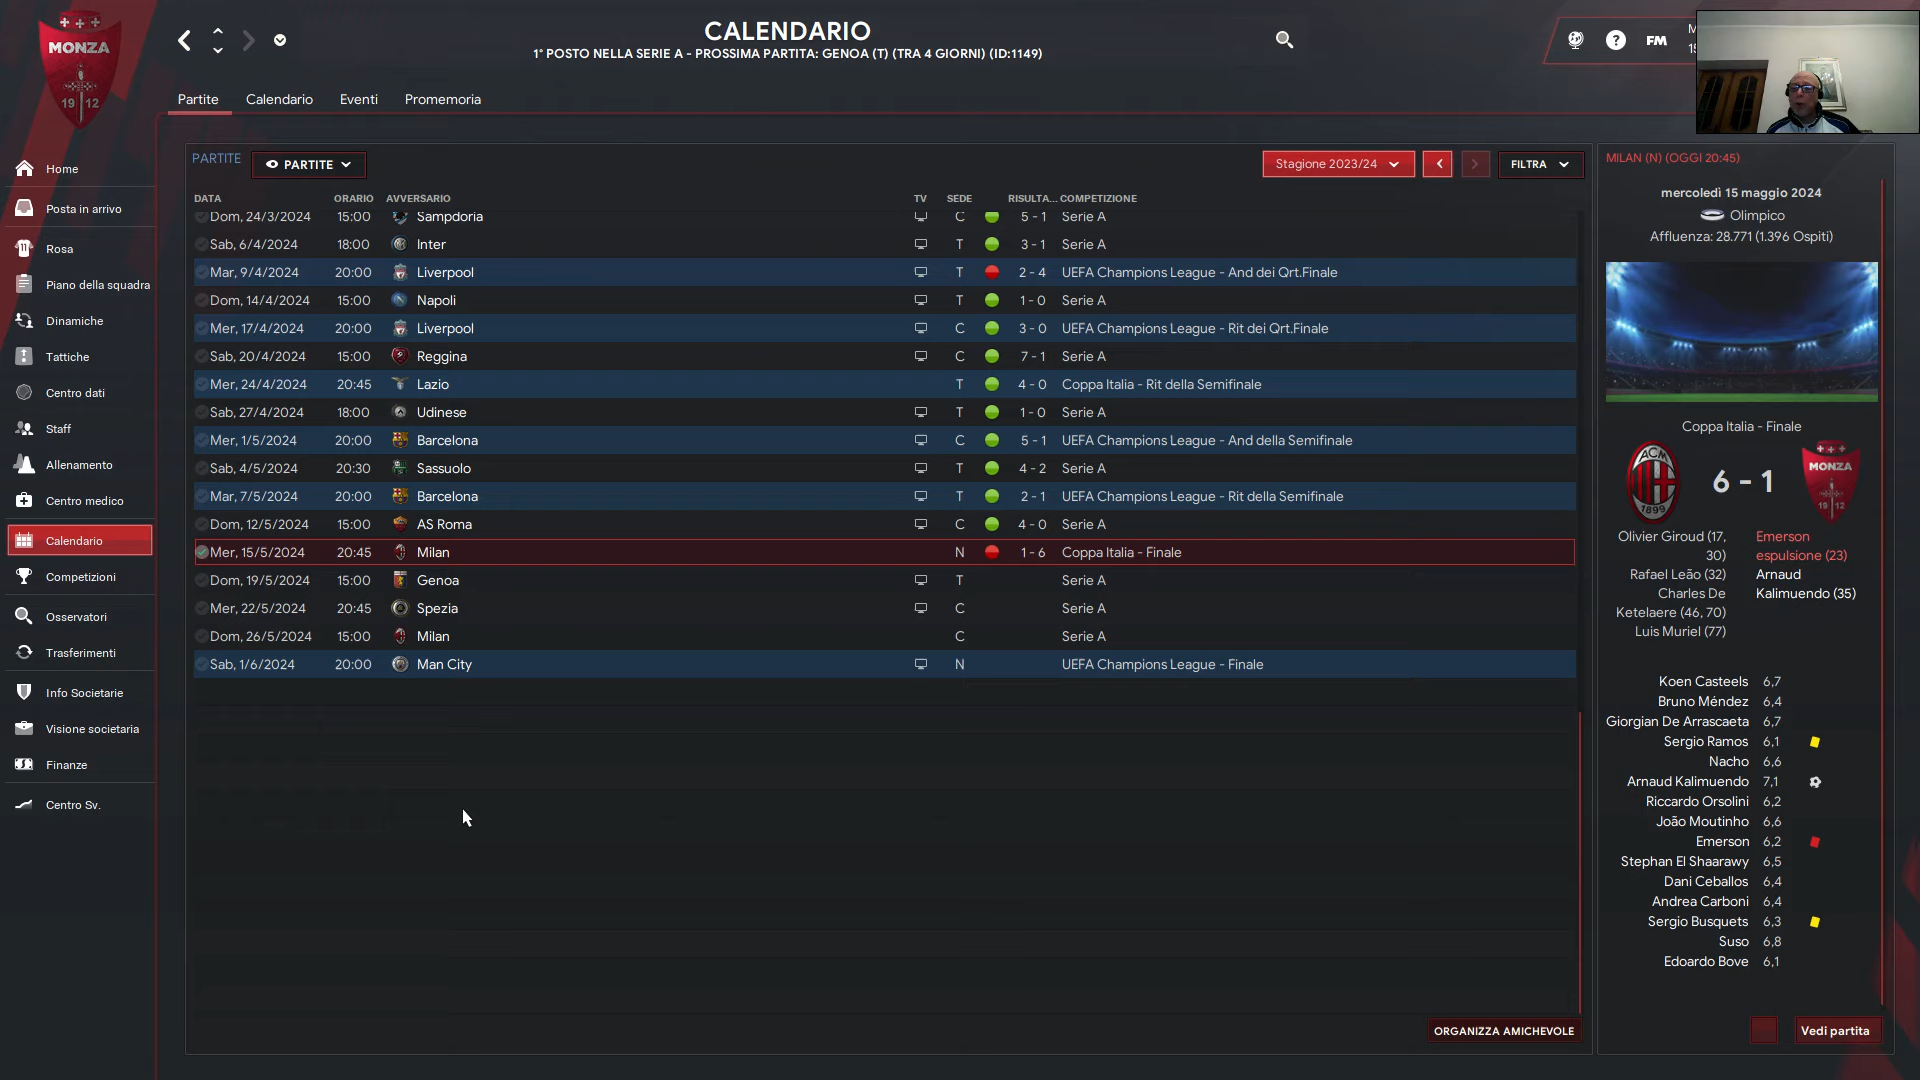 MONZA
19 12
CALENDARIO
1° POSTO NELLA SERIE A - PROSSIMA PARTITA: GENOA (T) (TRA 4 GIORNI) (ID:1149)
FM
Partite Calendario Eventi Promemoria
Home
Posta in arrivo
Rosa
Piano della squadra
Dinamiche
Tattiche
Centro dati
Staff
Allenamento
Centro medico
Calendario
Competizioni
Osservatori
Trasferimenti
Info Societarie
Visione societaria
Finanze
Centro Sv.
PARTITE PARTITE Stagione 2023/24 FILTRA
DATA ORARIO AVVERSARIO TV SEDE RISULTA... COMPETIZIONE
Dom, 24/3/2024 15:00 Sampdoria C 5 - 1 Serie A
Sab, 6/4/2024 18:00 Inter T 3 - 1 Serie A
Mar, 9/4/2024 20:00 Liverpool T 2 - 4 UEFA Champions League - And dei Qrt.Finale
Dom, 14/4/2024 15:00 Napoli T 1 - 0 Serie A
Mer, 17/4/2024 20:00 Liverpool C 3 - 0 UEFA Champions League - Rit dei Qrt.Finale
Sab, 20/4/2024 15:00 Reggina C 7 - 1 Serie A
Mer, 24/4/2024 20:45 Lazio T 4 - 0 Coppa Italia - Rit della Semifinale
Sab, 27/4/2024 18:00 Udinese T 1 - 0 Serie A
Mer, 1/5/2024 20:00 Barcelona C 5 - 1 UEFA Champions League - And della Semifinale
Sab, 4/5/2024 20:30 Sassuolo T 4 - 2 Serie A
Mar, 7/5/2024 20:00 Barcelona T 2 - 1 UEFA Champions League - Rit della Semifinale
Dom, 12/5/2024 15:00 AS Roma C 4 - 0 Serie A
Mer, 15/5/2024 20:45 Milan N 1 - 6 Coppa Italia - Finale
Dom, 19/5/2024 15:00 Genoa T Serie A
Mer, 22/5/2024 20:45 Spezia C Serie A
Dom, 26/5/2024 15:00 Milan C Serie A
Sab, 1/6/2024 20:00 Man City N UEFA Champions League - Finale
ORGANIZZA AMICHEVOLE
MILAN (N) (OGGI 20:45)
mercoledì 15 maggio 2024
Olimpico
Affluenza: 28.771 (1.396 Ospiti)
Coppa Italia - Finale
ACM 1899 6 - 1 MONZA 19 12
Olivier Giroud (17,
30)
Rafael Leão (32)
Charles De
Ketelaere (46, 70)
Luis Muriel (77)
Emerson
espulsione (23)
Arnaud
Kalimuendo (35)
Koen Casteels 6,7
Bruno Méndez 6,4
Giorgian De Arrascaeta 6,7
Sergio Ramos 6,1
Nacho 6,6
Arnaud Kalimuendo 7,1
Riccardo Orsolini 6,2
João Moutinho 6,6
Emerson 6,2
Stephan El Shaarawy 6,5
Dani Ceballos 6,4
Andrea Carboni 6,4
Sergio Busquets 6,3
Suso 6,8
Edoardo Bove 6,1
Vedi partita